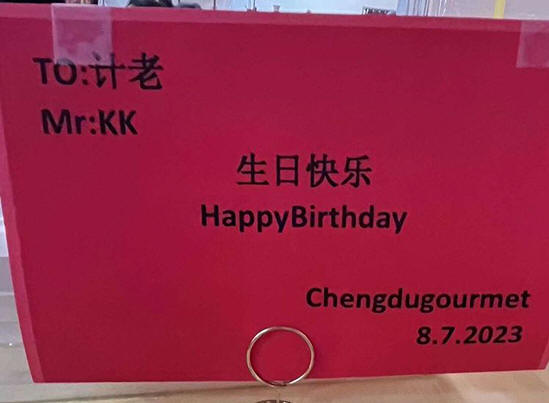 TO:计老
Mr:KK
生日快乐
HappyBirthday
Chengdugourmet
8.7.2023